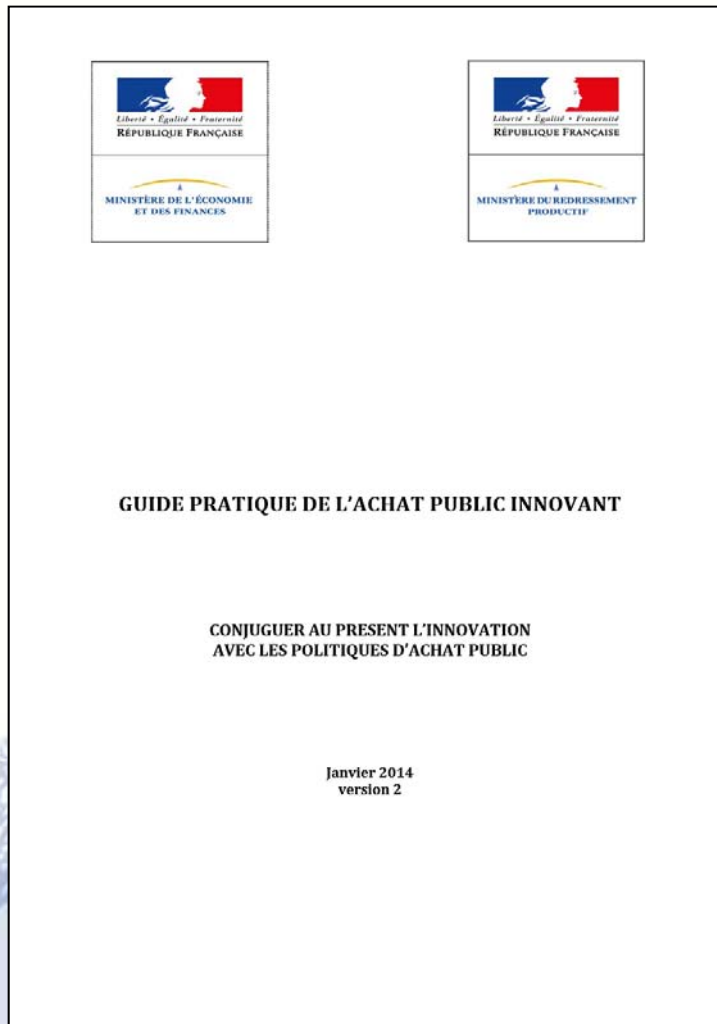 Liberté • Égalité • Fraternité
RÉPUBLIQUE FRANÇAISE
MINISTÈRE DE L'ÉCONOMIE
ET DES FINANCES
Liberté • Égalité • Fraternité
RÉPUBLIQUE FRANÇAISE
MINISTÈRE DU REDRESSEMENT
PRODUCTIF
GUIDE PRATIQUE DE L'ACHAT PUBLIC INNOVANT
CONJUGUER AU PRESENT L'INNOVATION
AVEC LES POLITIQUES D'ACHAT PUBLIC
Janvier 2014
version 2